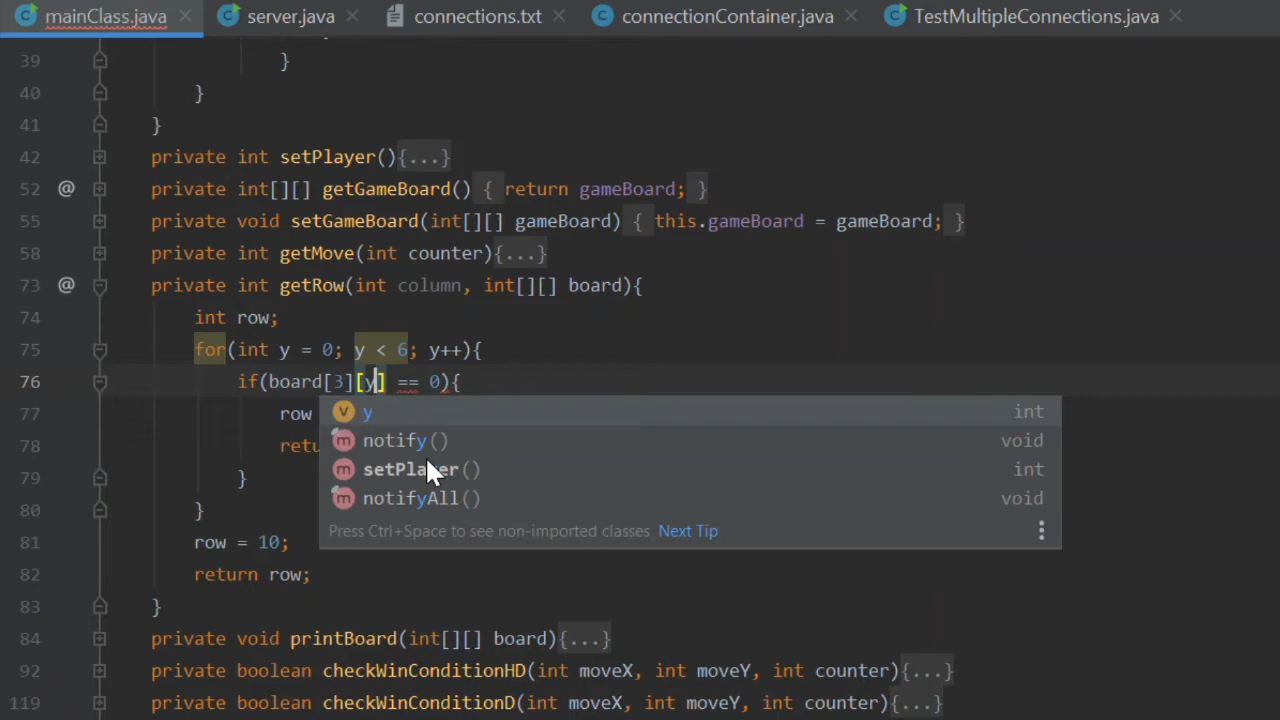 mainClass.java server.java connections.txt connectionContainer.java TestMultipleConnections.java
39 }
40 }
41 }
42 private int setPlayer(){...}
52 @ private int[][] getGameBoard() { return gameBoard; }
55 private void setGameBoard(int[][] gameBoard) { this.gameBoard = gameBoard; }
58 private int getMove(int counter){...}
73 @ private int getRow(int column, int[][] board){
74 int row;
75 for(int y = 0; y < 6; y++){
76 if(board[3][y] == 0){
77 row
y int
78 retu
notify() void
setPlayer() int
79 }
notifyAll() void
80 }
Press Ctrl+Space to see non-imported classes Next Tip
81 row = 10;
82 return row;
83 }
84 private void printBoard(int[][] board){...}
92 private boolean checkWinConditionHD(int moveX, int moveY, int counter){...}
119 private boolean checkWinConditionD(int moveX, int moveY, int counter){...}